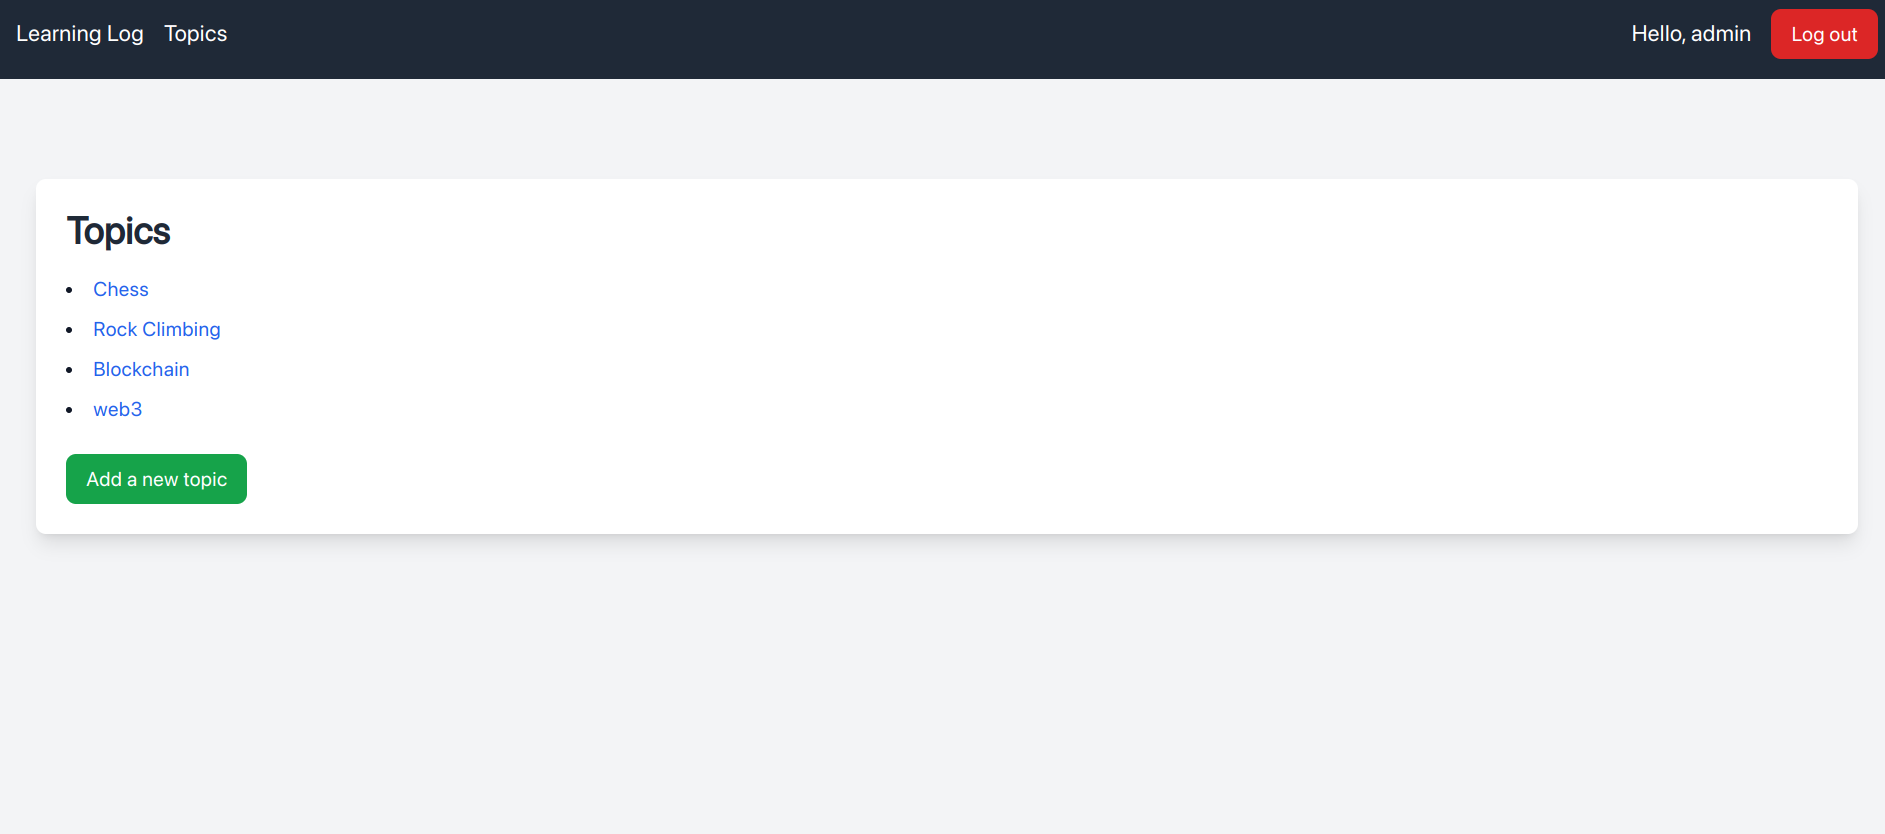 Learning Log Topics Hello, admin Log out
Topics
Chess
Rock Climbing
Blockchain
web3
Add a new topic